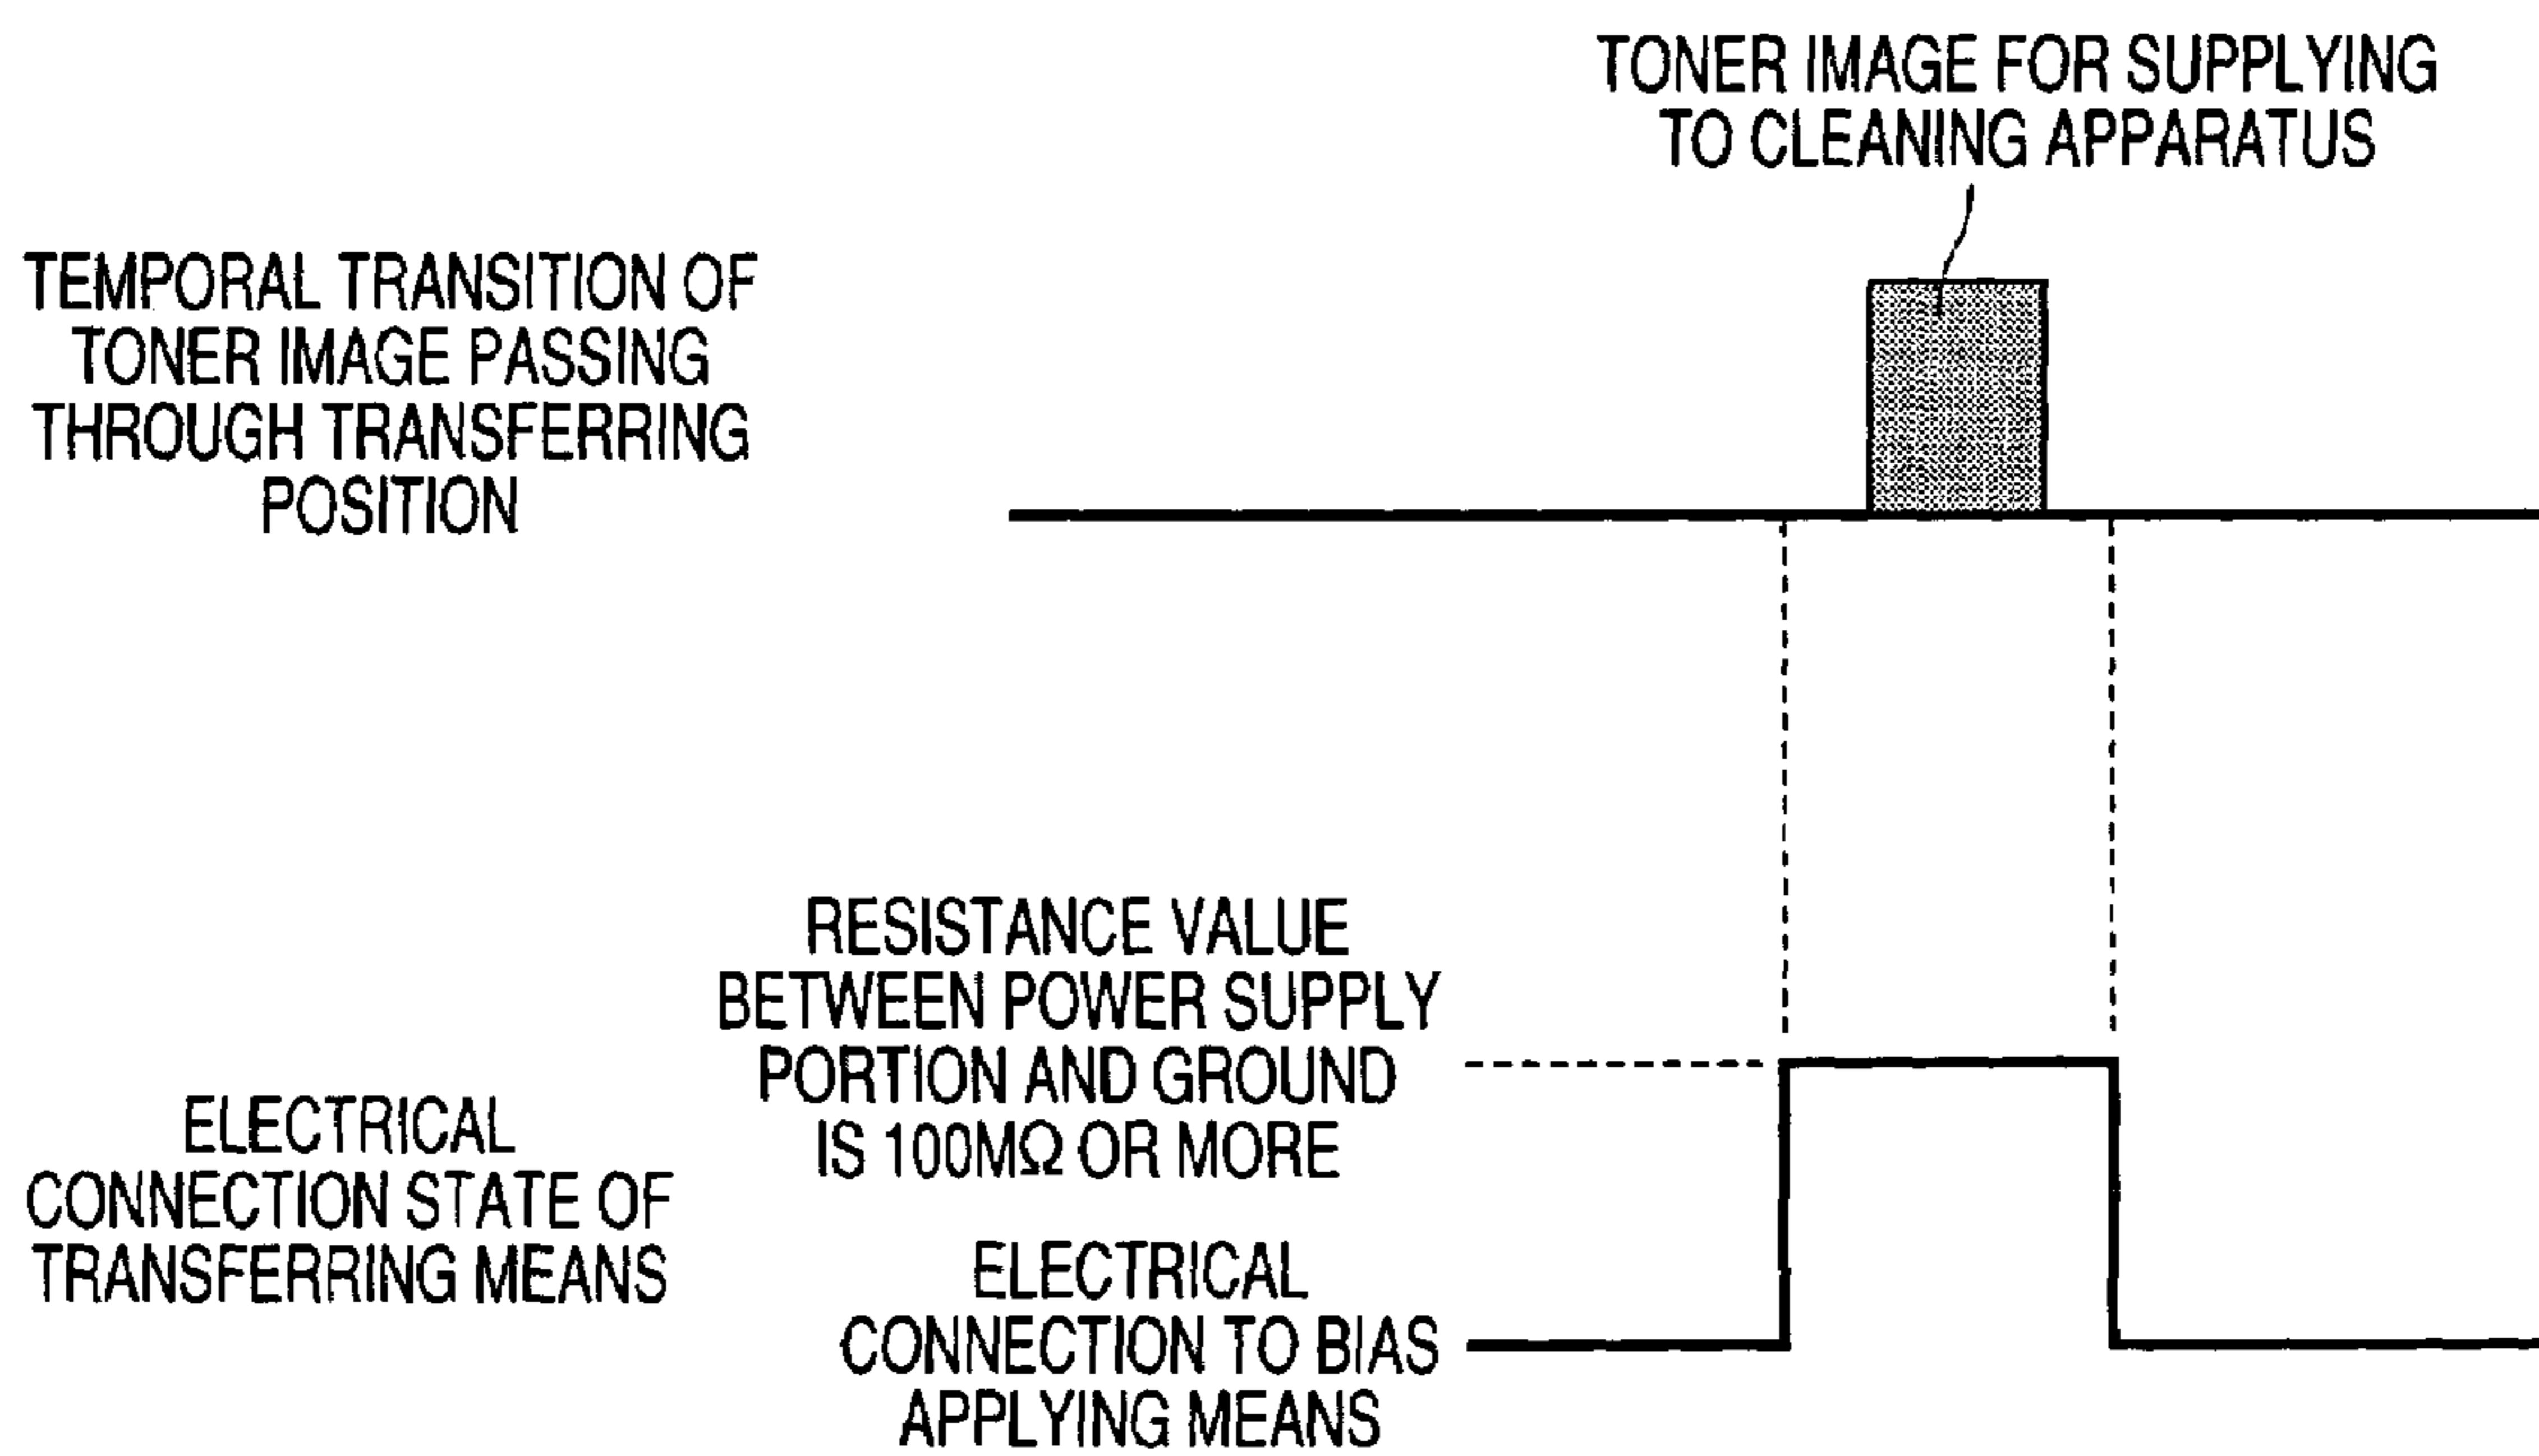 TONER IMAGE FOR SUPPLYING
TO CLEANING APPARATUS
TEMPORAL TRANSITION OF
TONER IMAGE PASSING
THROUGH TRANSFERRING
POSITION
RESISTANCE VALUE
BETWEEN POWER SUPPLY
PORTION AND GROUND
IS 100MΩ OR MORE
ELECTRICAL
CONNECTION STATE OF
TRANSFERRING MEANS
ELECTRICAL
CONNECTION TO BIAS
APPLYING MEANS